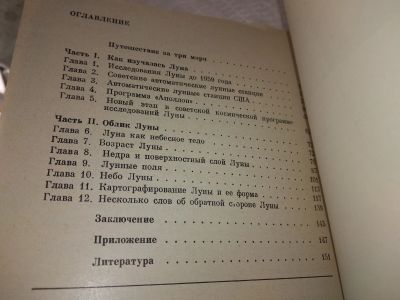 ОГЛАВЛЕНИЕ
Путешествие за три моря
Часть I. Как изучалась Луна
Глава 1. Исследования Луны до 1959 года
Глава 2. Советские автоматические лунные станции
Глава 3. Автоматические лунные станции США
Глава 4. Программа «Аполлон»
Глава 5. Новый этап в советской космической программе
исследований Луны
Часть II. Облик Луны
Глава 6. Луна как небесное тело
Глава 7. Возраст Луны
Глава 8. Недра и поверхностный слой Луны
Глава 9. Лунные поля
Глава 10. Небо Луны
Глава 11. Картографирование Луны и ее форма
Глава 12. Несколько слов об обратной стороне Луны
Заключение 143
Приложение 147
Литература 151